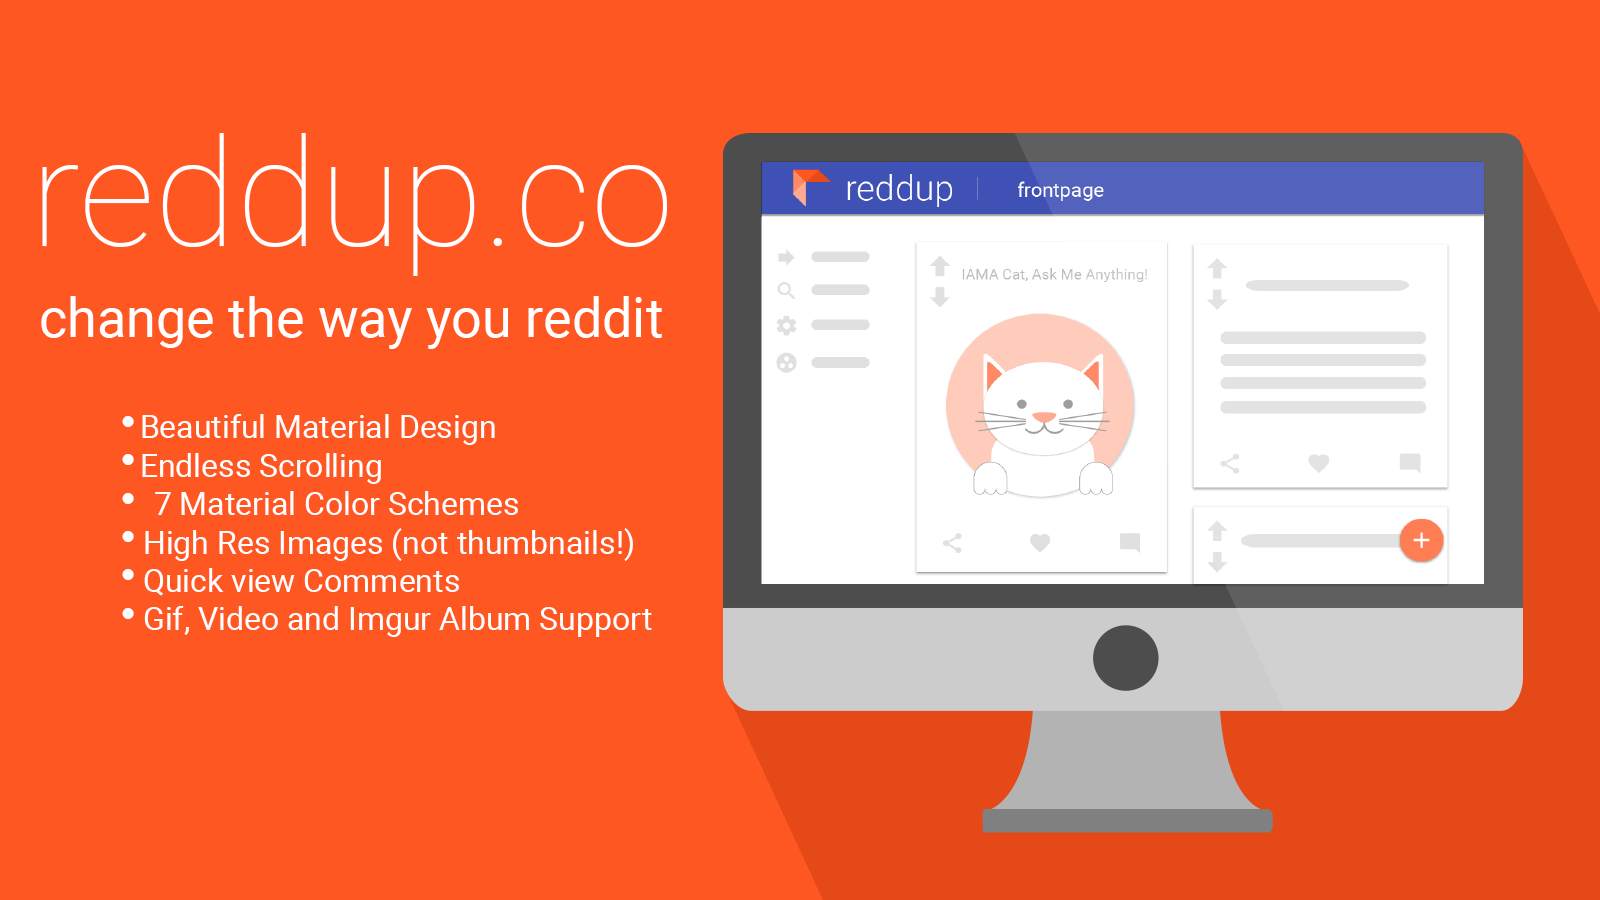 reddup.co
change the way you reddit
• Beautiful Material Design
• Endless Scrolling
• 7 Material Color Schemes
• High Res Images (not thumbnails!)
• Quick view Comments
• Gif, Video and Imgur Album Support
reddup | frontpage
IAMA Cat, Ask Me Anything!